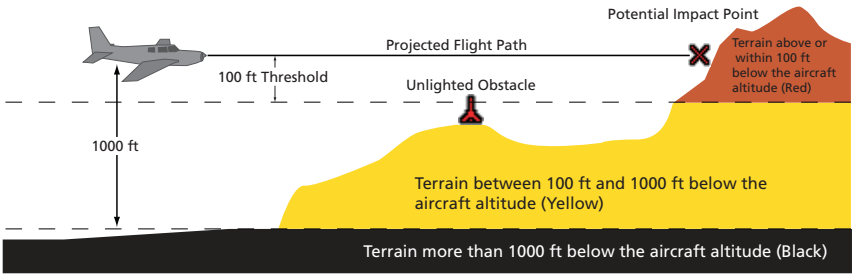 Potential Impact Point
Projected Flight Path
Terrain above or
within 100 ft
below the aircraft
altitude (Red)
100 ft Threshold
Unlighted Obstacle
1000 ft
Terrain between 100 ft and 1000 ft below the
aircraft altitude (Yellow)
Terrain more than 1000 ft below the aircraft altitude (Black)